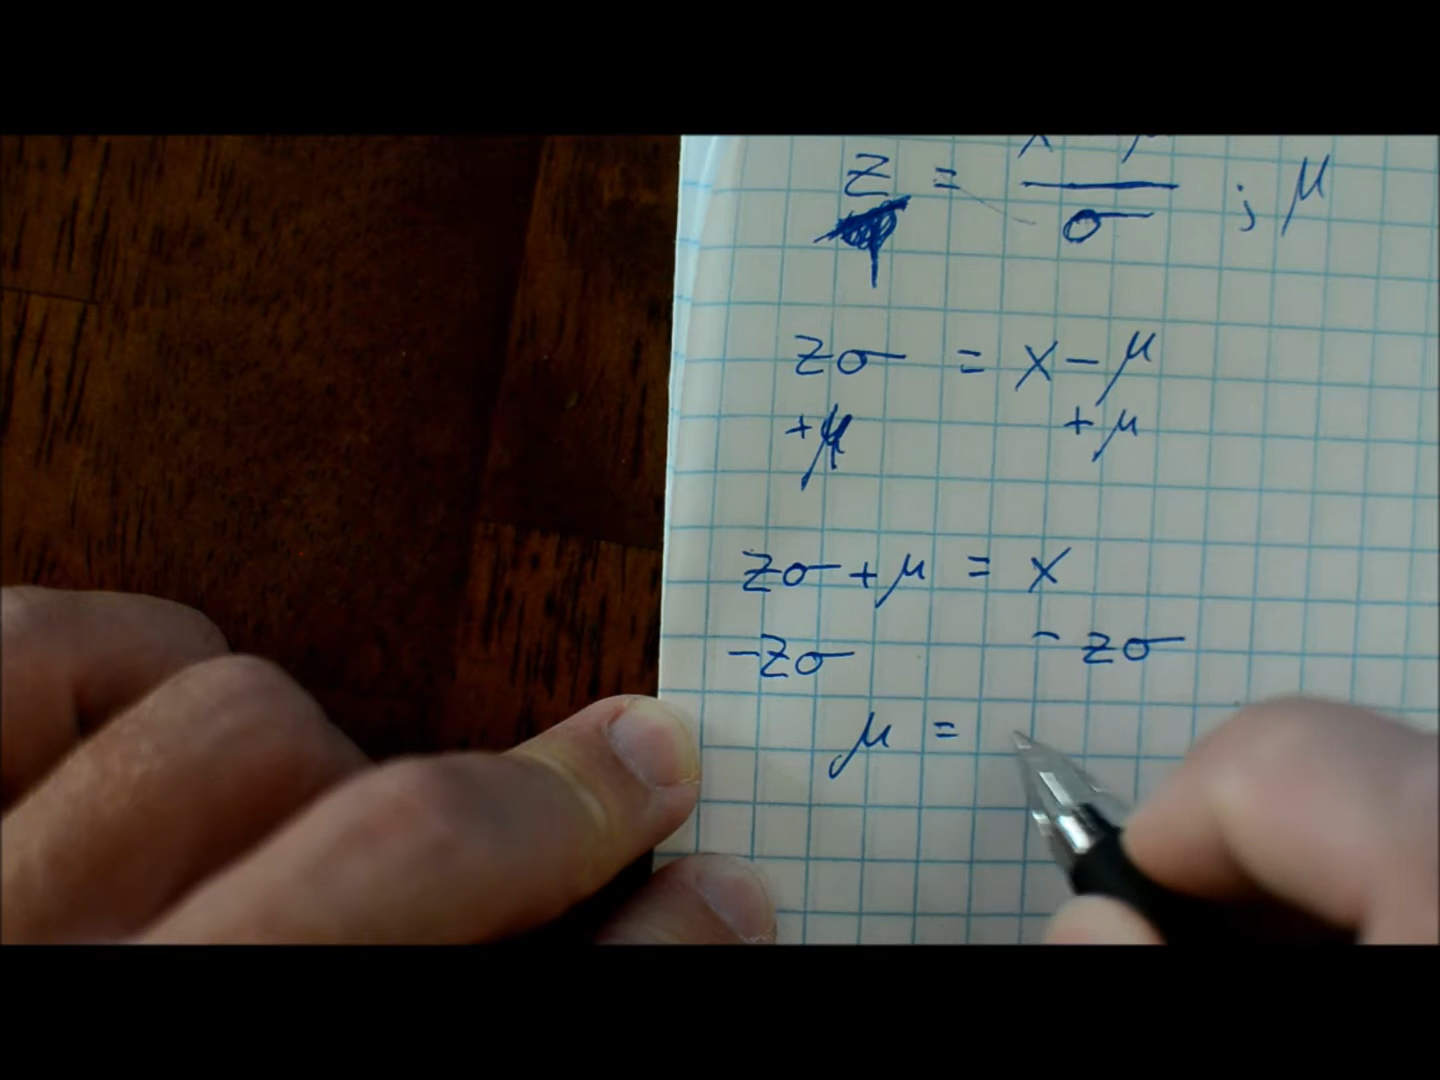 z = x - μ / σ ; μ
zσ = x - μ
+μ +μ
zσ + μ = x
-zσ - zσ
μ =